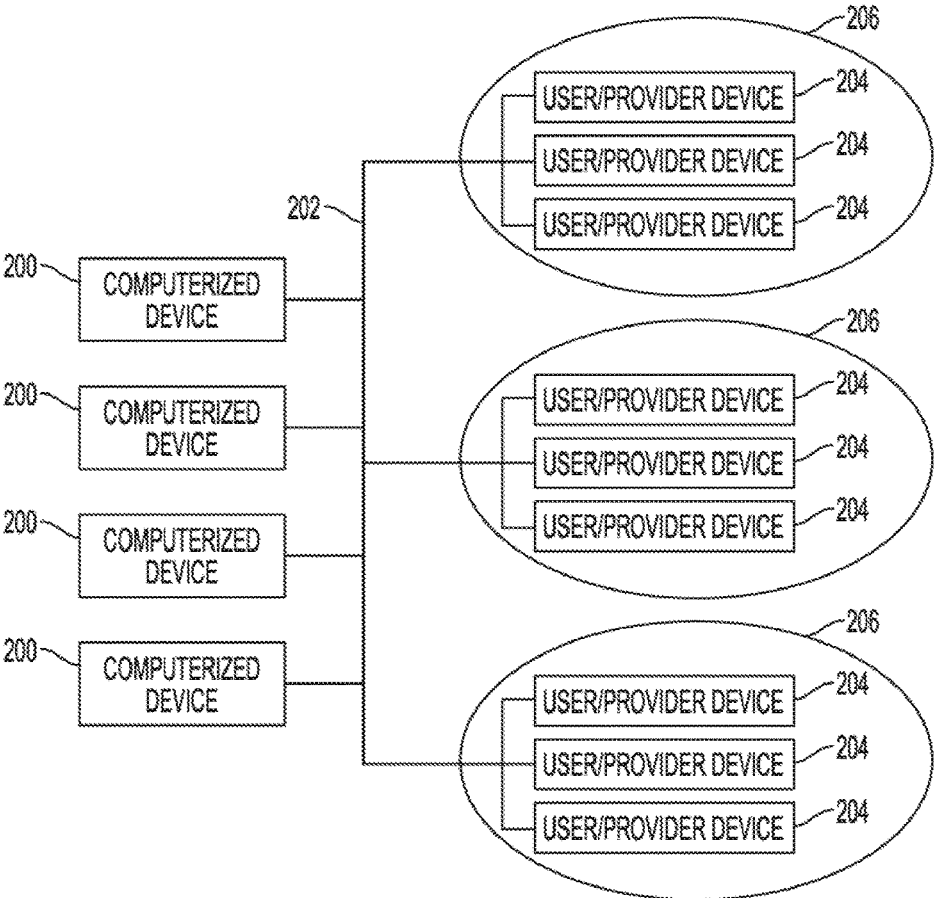 206
USER/PROVIDER DEVICE
204
USER/PROVIDER DEVICE
204
USER/PROVIDER DEVICE
204
202
200
COMPUTERIZED
DEVICE
206
200
COMPUTERIZED
DEVICE
USER/PROVIDER DEVICE
204
USER/PROVIDER DEVICE
204
USER/PROVIDER DEVICE
204
200
COMPUTERIZED
DEVICE
206
200
COMPUTERIZED
DEVICE
USER/PROVIDER DEVICE
204
USER/PROVIDER DEVICE
204
USER/PROVIDER DEVICE
204